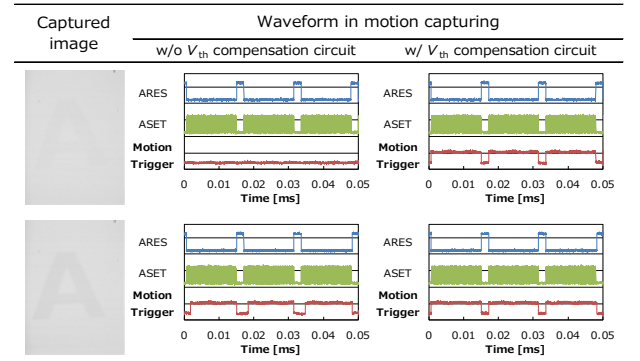 Captured image
Waveform in motion capturing
w/o Vth compensation circuit
w/ Vth compensation circuit
A
ARES
ASET
Motion Trigger
0 0.01 0.02 0.03 0.04 0.05
Time [ms]
ARES
ASET
Motion Trigger
0 0.01 0.02 0.03 0.04 0.05
Time [ms]
A
ARES
ASET
Motion Trigger
0 0.01 0.02 0.03 0.04 0.05
Time [ms]
ARES
ASET
Motion Trigger
0 0.01 0.02 0.03 0.04 0.05
Time [ms]